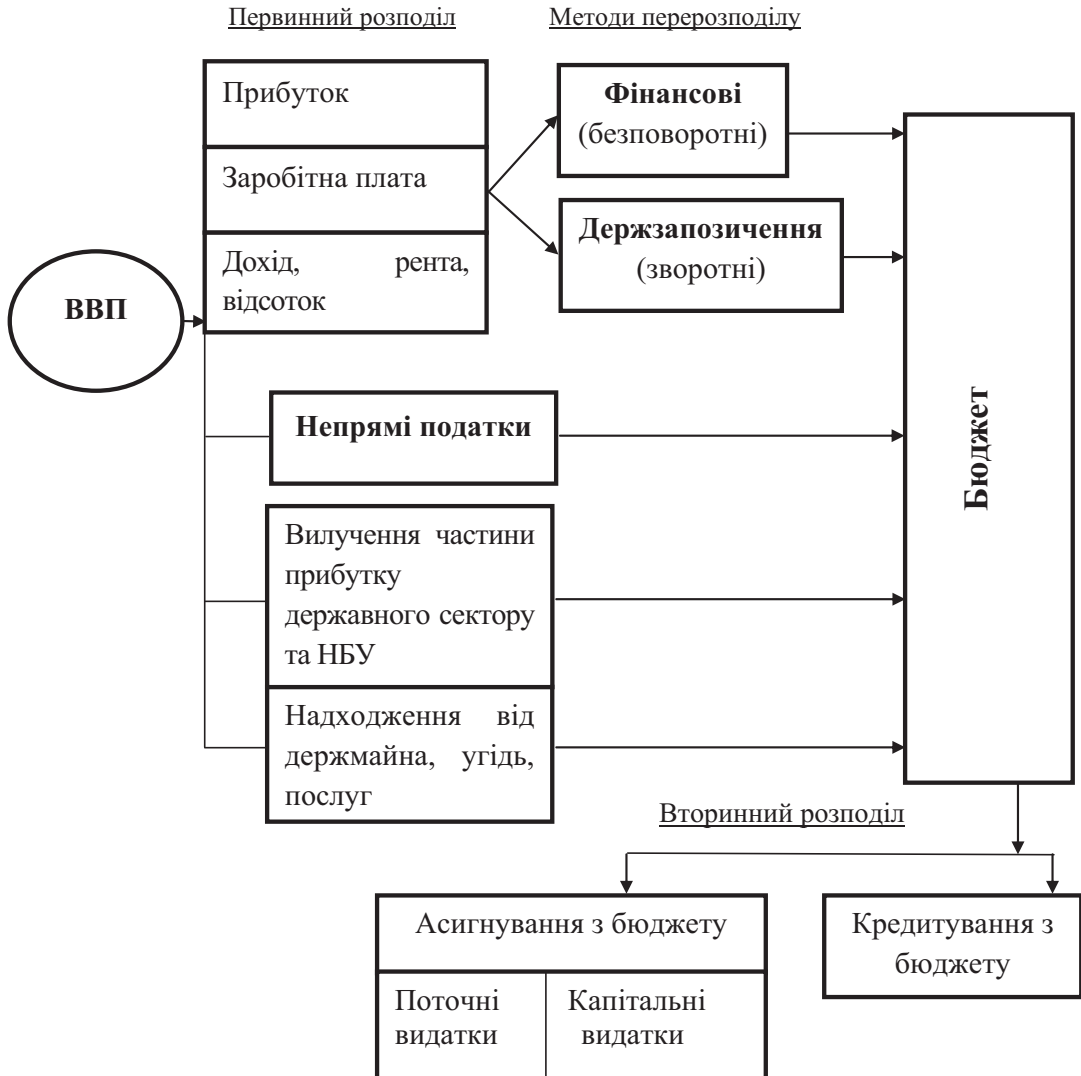 Первинний розподіл
Методи перерозподілу
Прибуток
Заробітна плата
Дохід, рента,
відсоток
Фінансові
(безповоротні)
Держзапозичення
(зворотні)
ВВП
Непрямі податки
Вилучення частини
прибутку
державного сектору
та НБУ
Надходження від
держмайна, угідь,
послуг
Бюджет
Вторинний розподіл
Асигнування з бюджету
Поточні
видатки
Капітальні
видатки
Кредитування з
бюджету